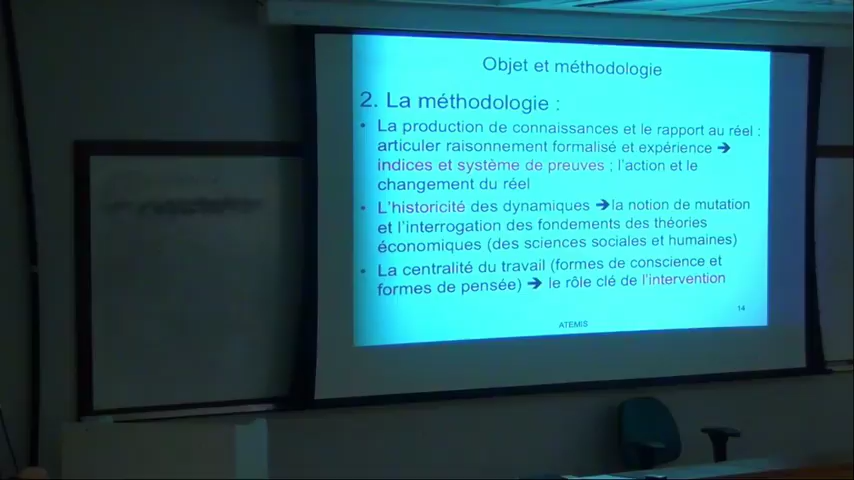 Objet et méthodologie
2. La méthodologie :
• La production de connaissances et le rapport au réel :
articuler raisonnement formalisé et expérience ➔
indices et système de preuves ; l'action et le
changement du réel
• L'historicité des dynamiques ➔la notion de mutation
et l'interrogation des fondements des théories
économiques (des sciences sociales et humaines)
• La centralité du travail (formes de conscience et
formes de pensée) ➔ le rôle clé de l'intervention
14
ATEMIS